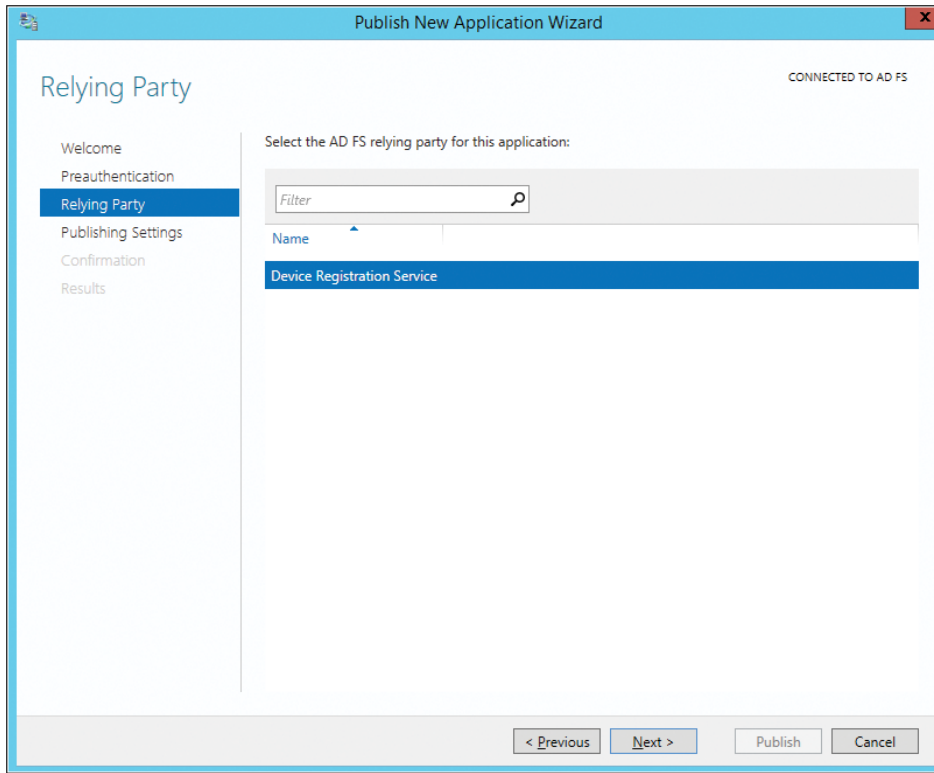 Publish New Application Wizard
x
Relying Party
CONNECTED TO AD FS
Welcome
Preauthentication
Relying Party
Publishing Settings
Confirmation
Results
Select the AD FS relying party for this application:
Filter
Name
Device Registration Service
< Previous
Next >
Publish
Cancel